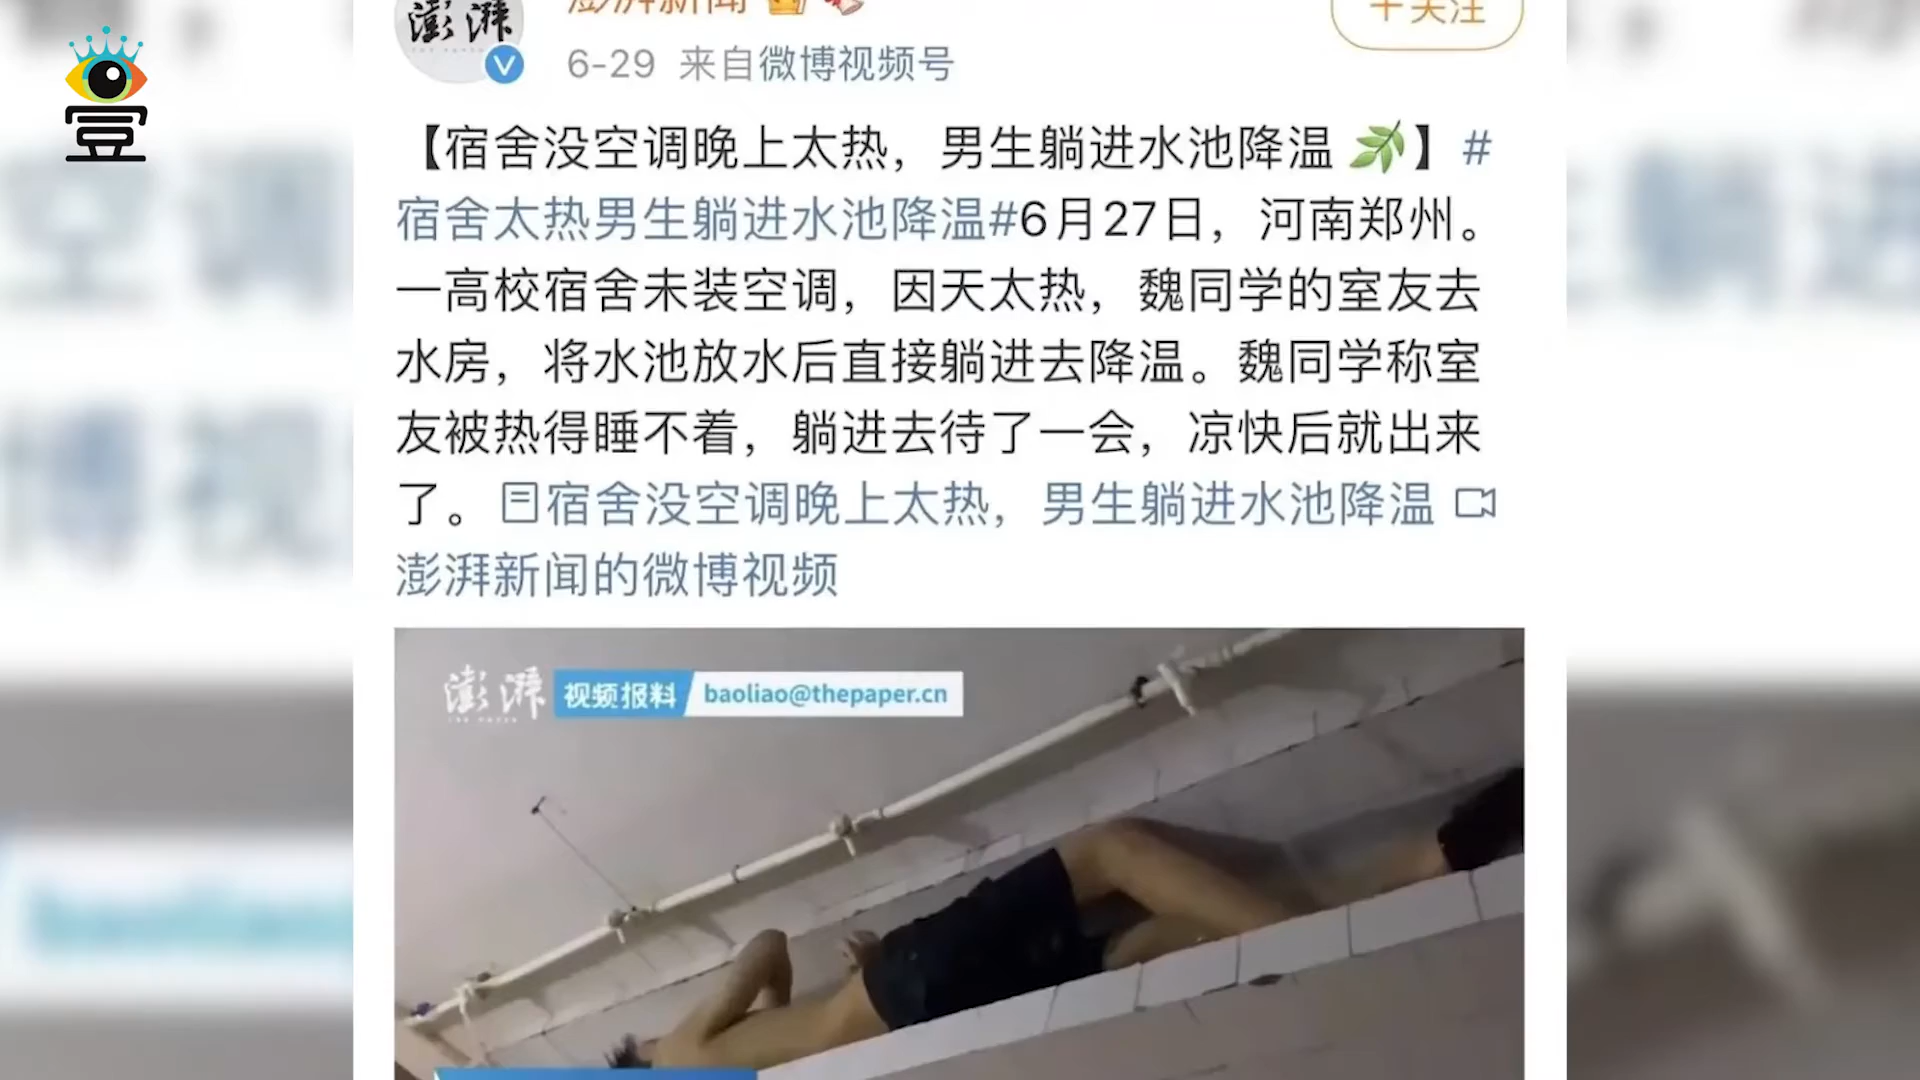 澎湃新闻
十关注
澎湃
6-29 来自微博视频号
壹
【宿舍没空调晚上太热，男生躺进水池降温】#
宿舍太热男生躺进水池降温#6月27日，河南郑州。
一高校宿舍未装空调，因天太热，魏同学的室友去
水房，将水池放水后直接躺进去降温。魏同学称室
友被热得睡不着，躺进去待了一会，凉快后就出来
了。宿舍没空调晚上太热，男生躺进水池降温
澎湃新闻的微博视频
澎湃 视频报料 baoliao@thepaper.cn